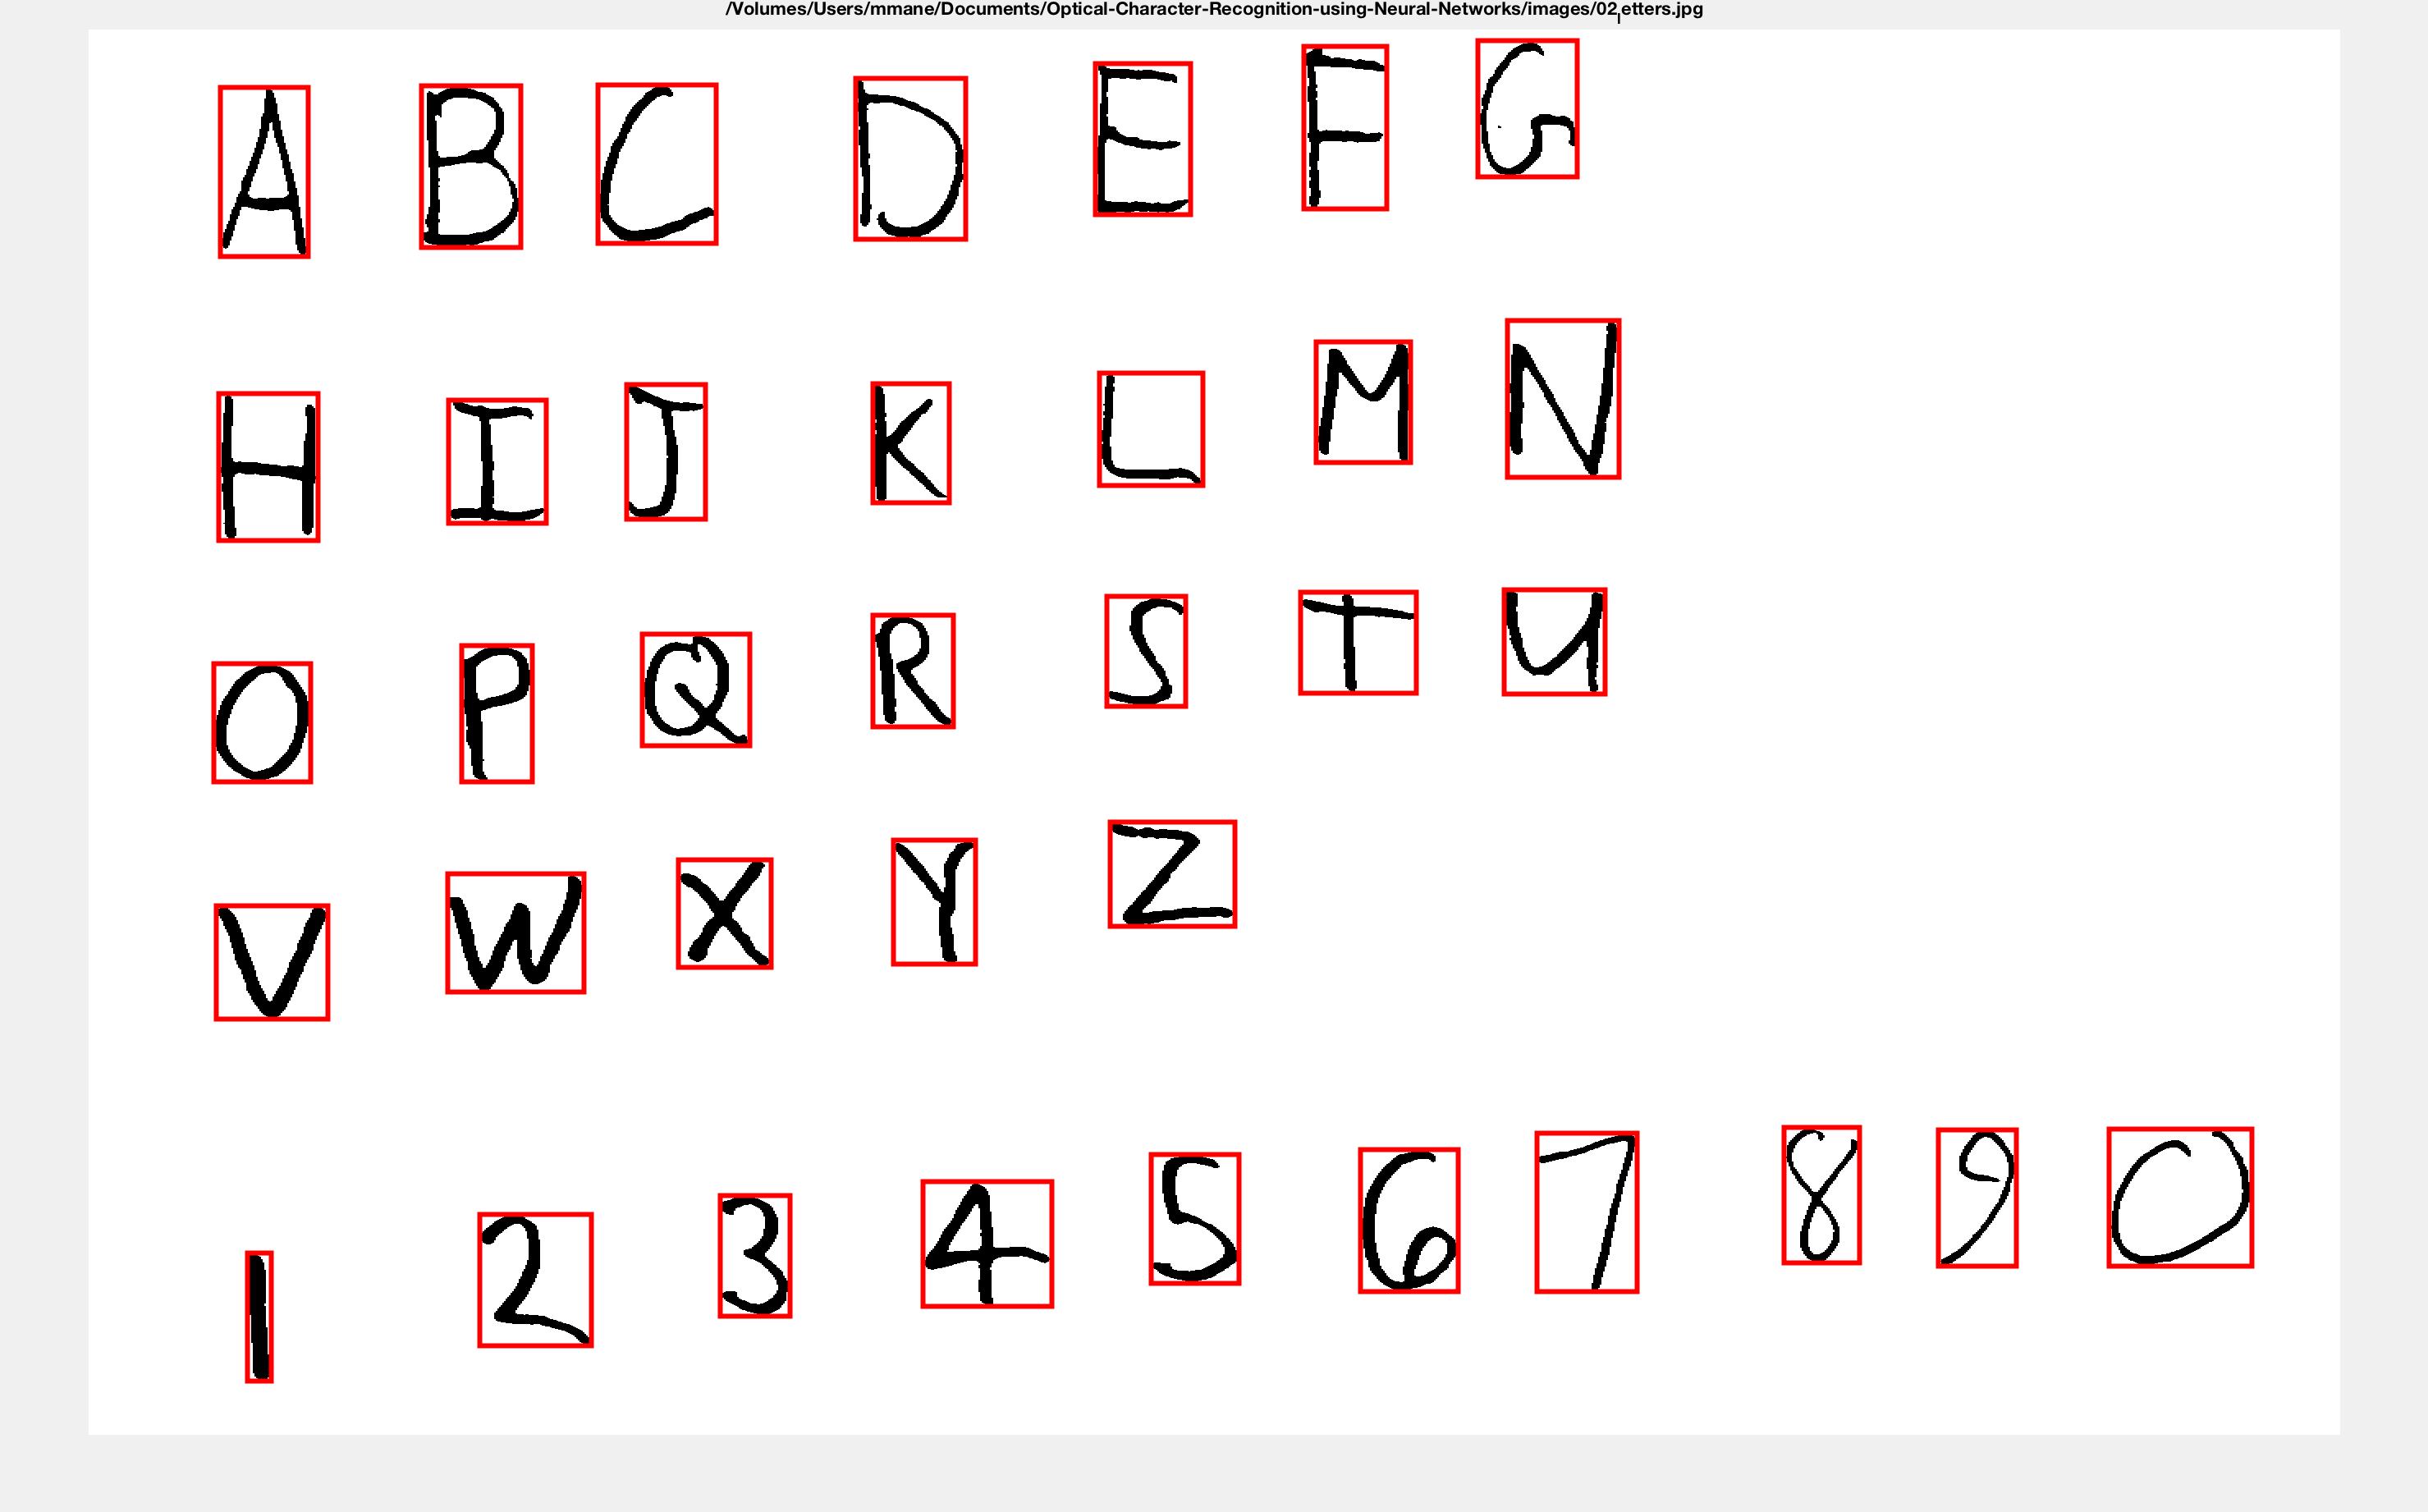 /Volumes/Users/mmane/Documents/Optical-Character-Recognition-using-Neural-Networks/images/02_letters.jpg
A B C D E F G
H I J K L M N
O P Q R S T U
V W X Y Z
1 2 3 4 5 6 7 8 9 0